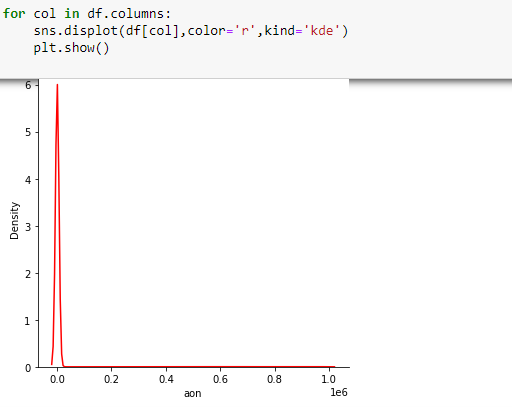 for col in df.columns:
    sns.displot(df[col],color='r',kind='kde')
    plt.show()
6
5
4
3
2
1
0
Density
0.0 0.2 0.4 0.6 0.8 1.0
1e6
aon